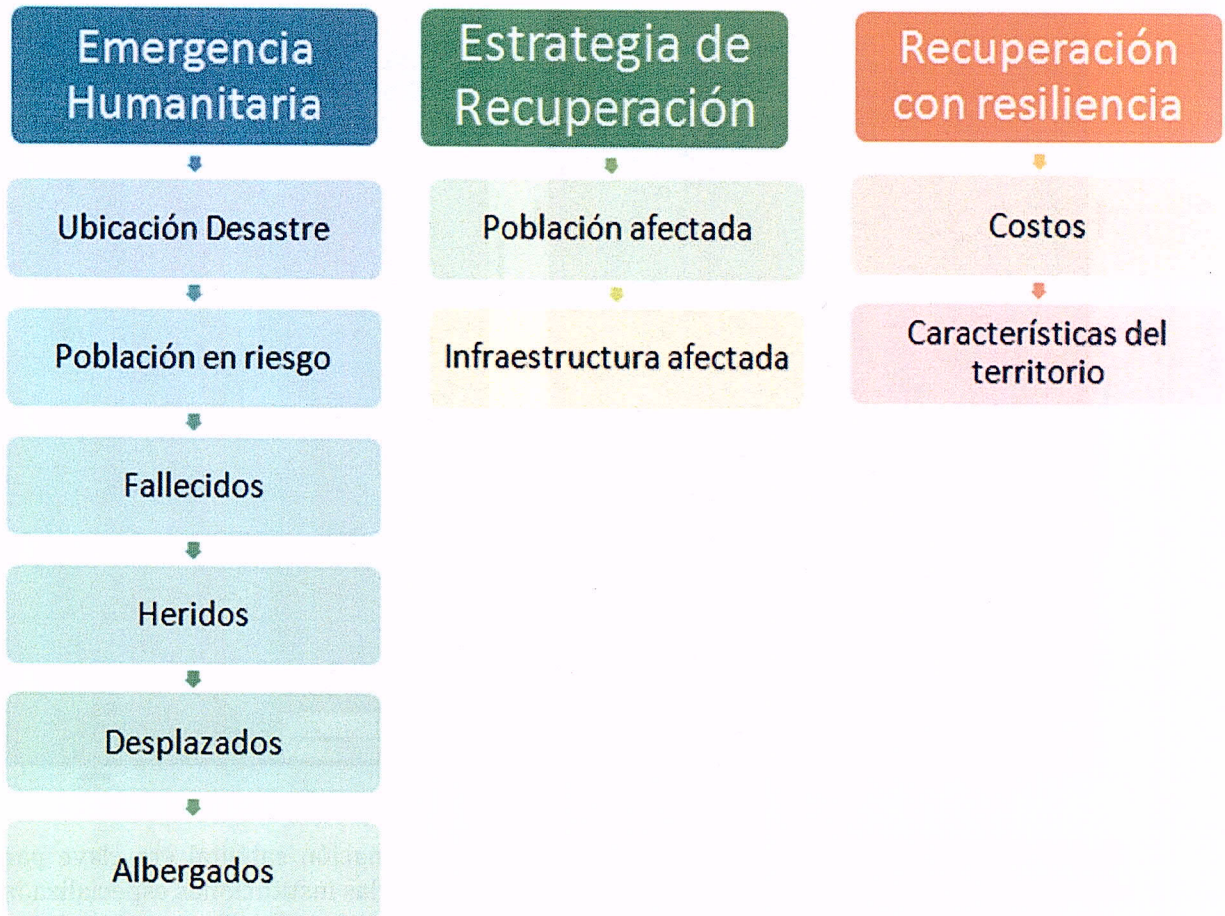 Emergencia
Humanitaria
Ubicación Desastre
Población en riesgo
Fallecidos
Heridos
Desplazados
Albergados
Estrategia de
Recuperación
Población afectada
Infraestructura afectada
Recuperación
con resiliencia
Costos
Características del
territorio